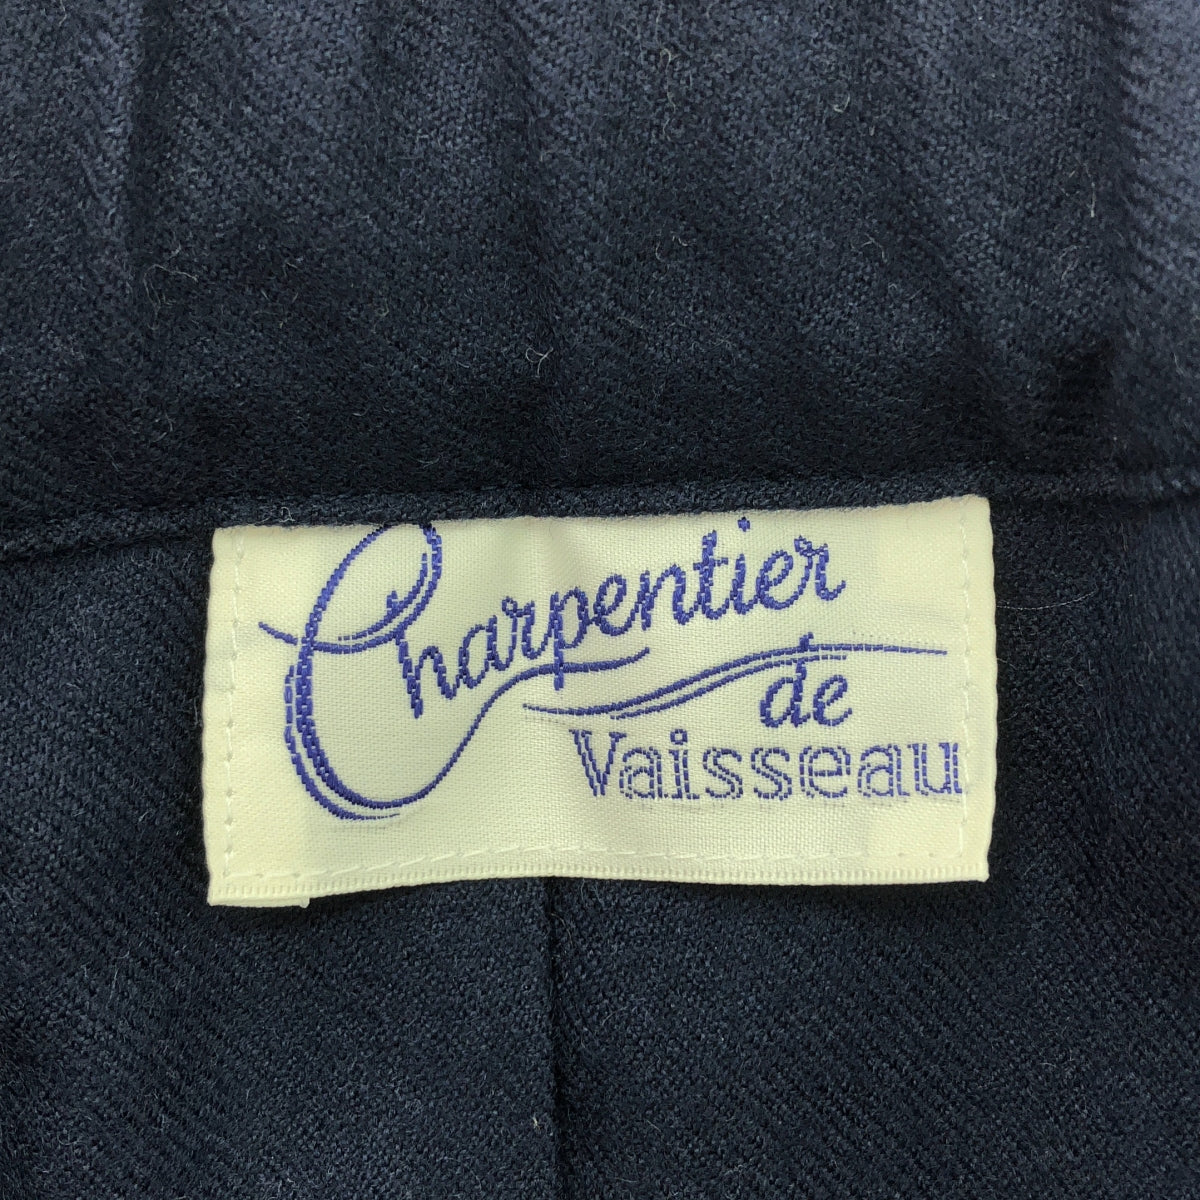 Charpentier
de
Vaisseau